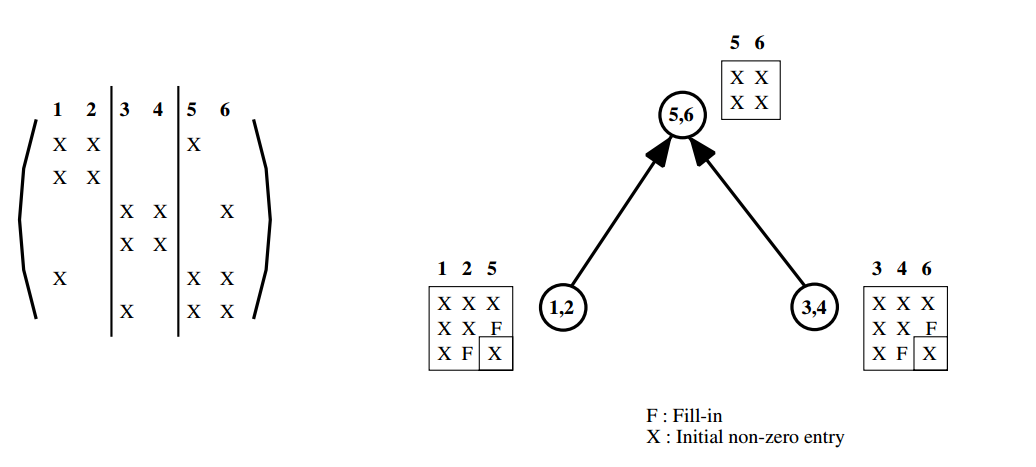 1 2 3 4 5 6
X X X
X X
X X X
X X
X X X
X X X
5 6
X X
X X
5,6
1 2 5
X X X
X X F
X F X
1,2
3,4
3 4 6
X X X
X X F
X F X
F : Fill-in
X : Initial non-zero entry